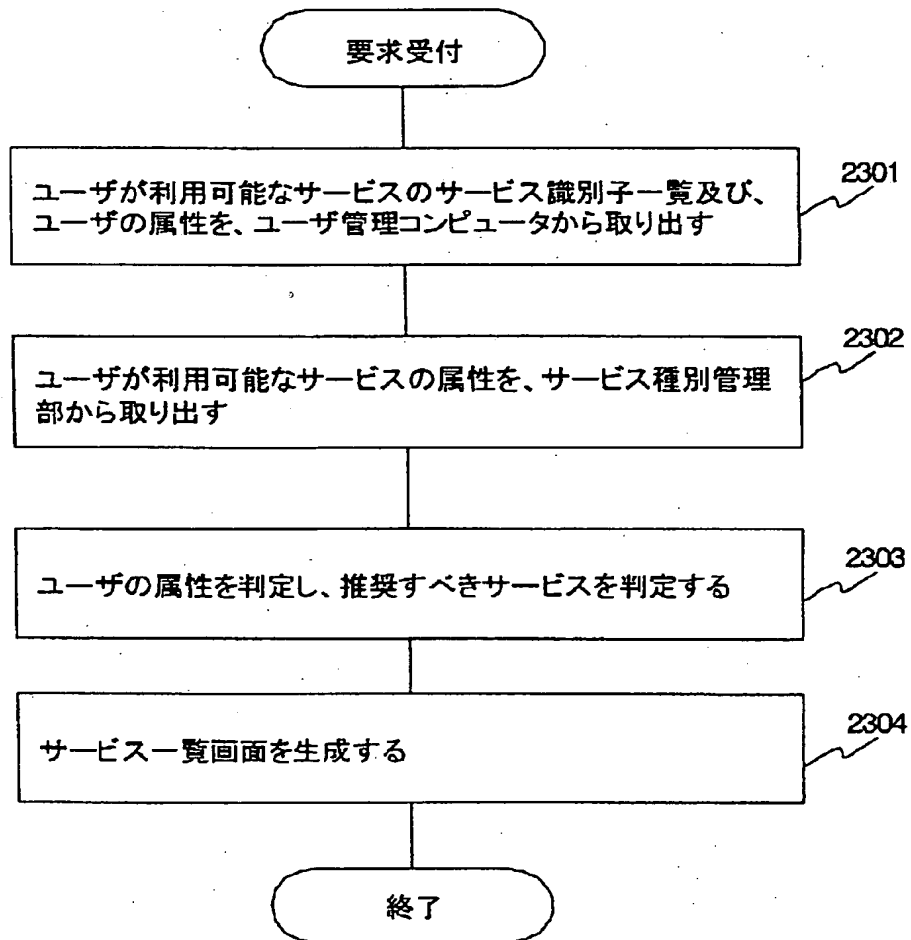 要求受付
ユーザが利用可能なサービスのサービス識別子一覧及び、
ユーザの属性を、ユーザ管理コンピュータから取り出す
2301
ユーザが利用可能なサービスの属性を、サービス種別管理
部から取り出す
2302
ユーザの属性を判定し、推奨すべきサービスを判定する
2303
サービス一覧画面を生成する
2304
終了